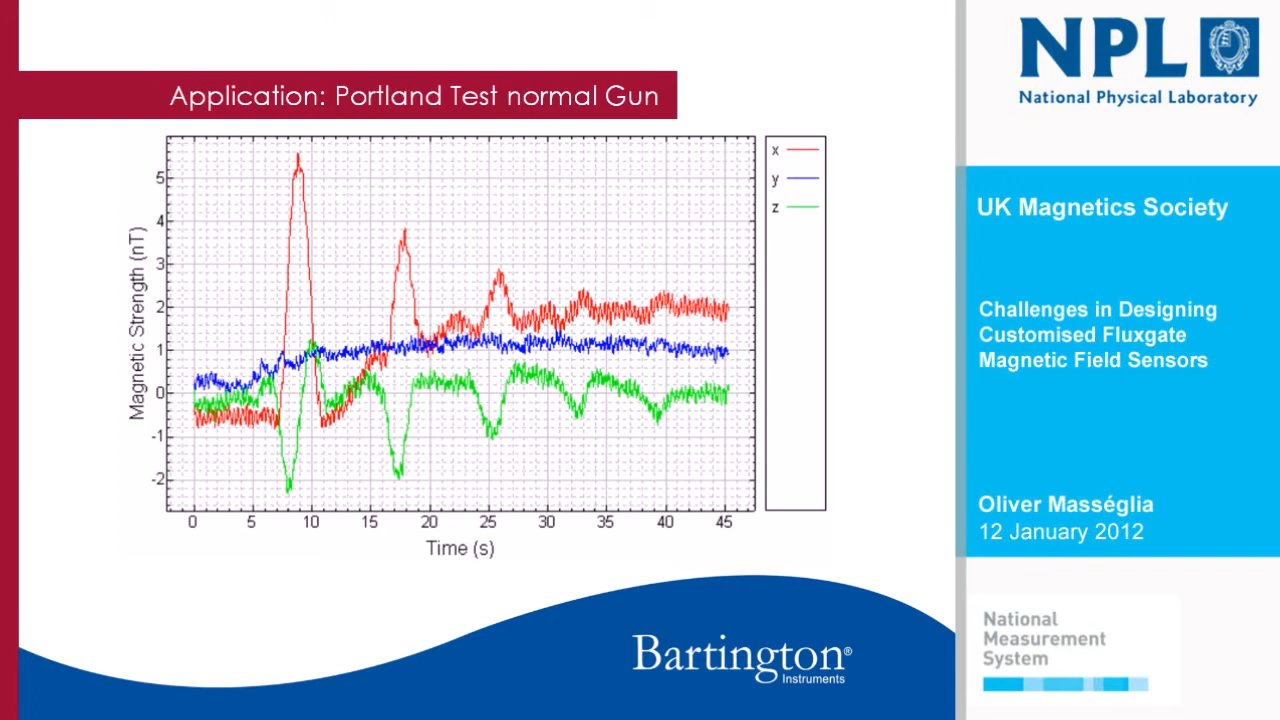 Application: Portland Test normal Gun
5
4
3
2
1
0
-1
-2
Magnetic Strength (nT)
0 5 10 15 20 25 30 35 40 45
Time (s)
x
y
z
Bartington®
Instruments
NPL
National Physical Laboratory
UK Magnetics Society
Challenges in Designing
Customised Fluxgate
Magnetic Field Sensors
Oliver Masséglia
12 January 2012
National
Measurement
System